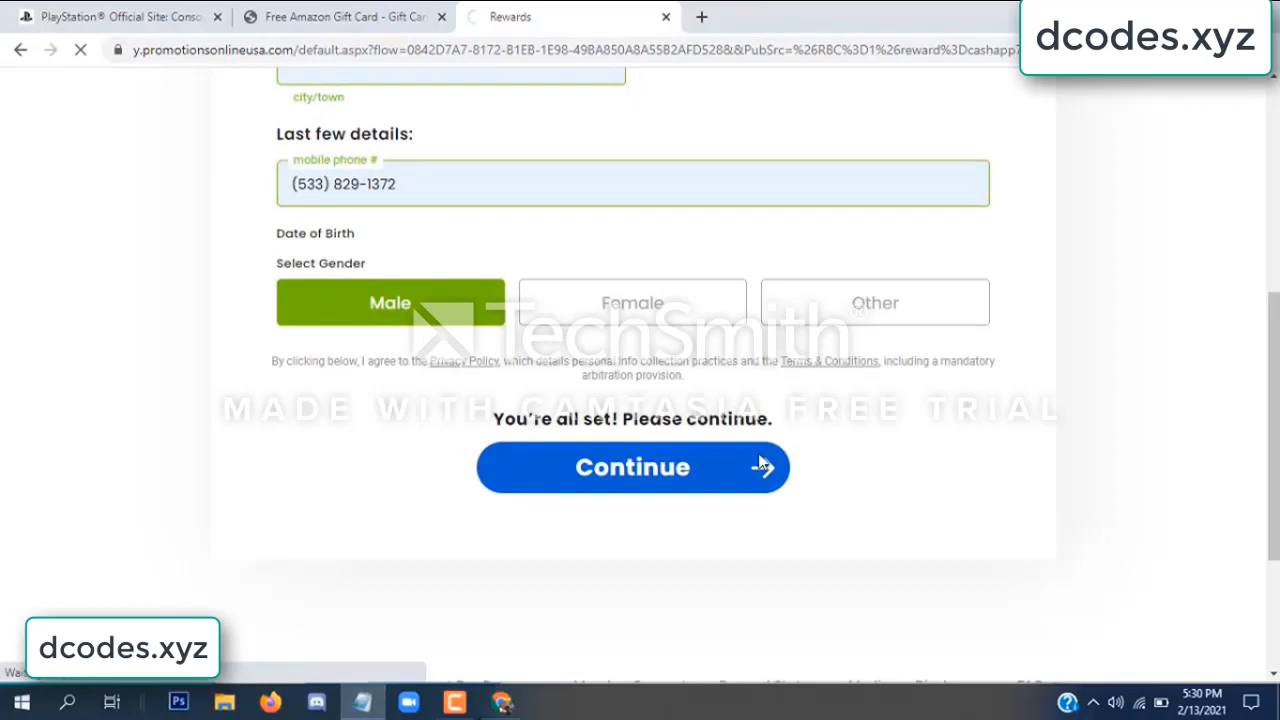 PlayStation® Official Site: Conso
Free Amazon Gift Card - Gift Car
Rewards
y.promotionsonlineusa.com/default.aspx?flow=0842D7A7-8172-B1EB-1E98-49BA850A8A55B2AFD528&&PubSrc=%26RBC%3D1%26reward%3Dcashapp
dcodes.xyz
city/town
Last few details:
mobile phone #
(533) 829-1372
Date of Birth
Select Gender
Male
Female
Other
TechSmith
By clicking below, I agree to the Privacy Policy, which details personal info collection practices and the Terms & Conditions, including a mandatory
arbitration provision.
MADE WITH CAMTASIA FREE TRIAL
You're all set! Please continue.
Continue
dcodes.xyz
Wai
Ps
5:30 PM
2/13/2021